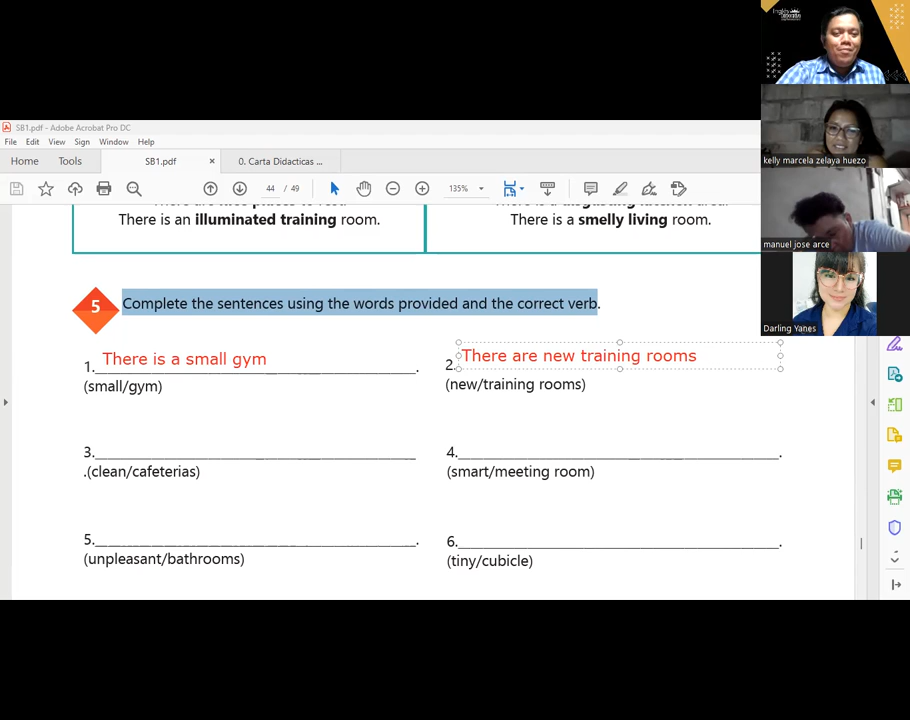 SB1.pdf - Adobe Acrobat Pro DC
File Edit View Sign Window Help
Home Tools SB1.pdf × 0. Carta Didacticas ...
44 / 49 135%
There is an illuminated training room.
There is a smelly living room.
5 Complete the sentences using the words provided and the correct verb.
1. There is a small gym .
(small/gym)
2. There are new training rooms
(new/training rooms)
3.
.(clean/cafeterias)
4. .
(smart/meeting room)
5. .
(unpleasant/bathrooms)
6. .
(tiny/cubicle)
kelly marcela zelaya huezo
manuel jose arce
Darling Yanes